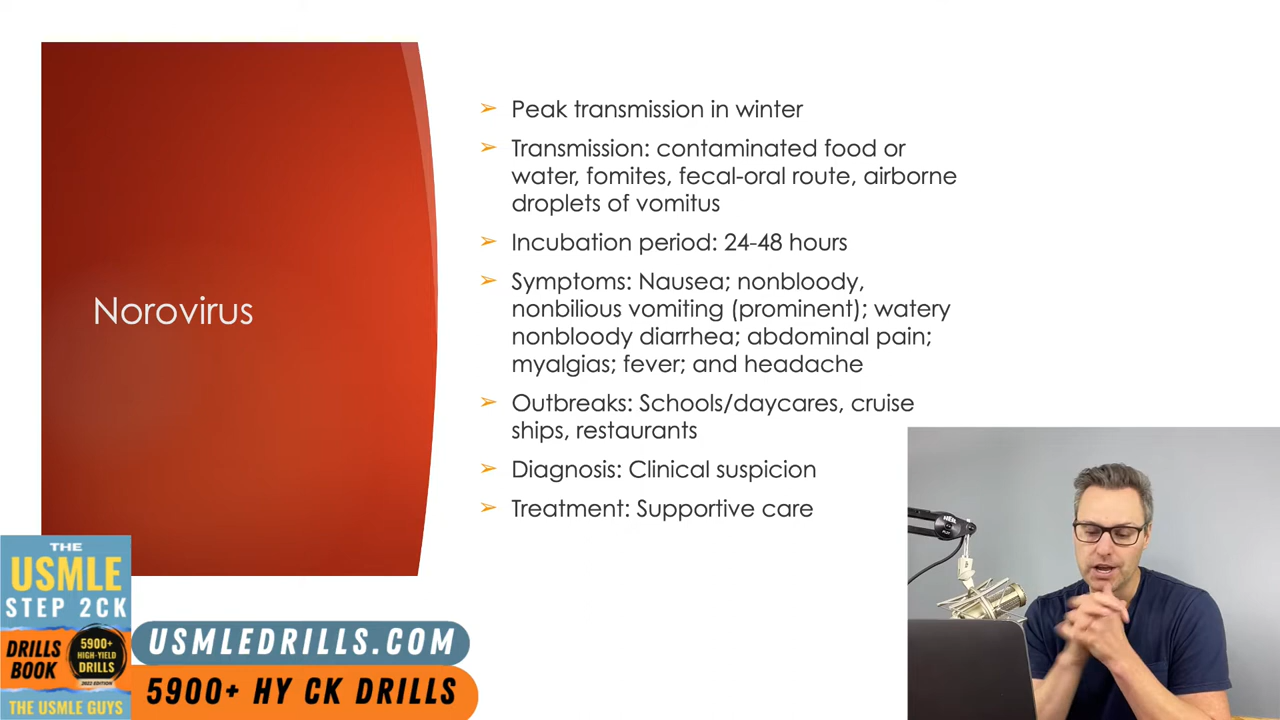 Norovirus
➢ Peak transmission in winter
➢ Transmission: contaminated food or
water, fomites, fecal-oral route, airborne
droplets of vomitus
➢ Incubation period: 24-48 hours
➢ Symptoms: Nausea; nonbloody,
nonbilious vomiting (prominent); watery
nonbloody diarrhea; abdominal pain;
myalgias; fever; and headache
➢ Outbreaks: Schools/daycares, cruise
ships, restaurants
➢ Diagnosis: Clinical suspicion
➢ Treatment: Supportive care
THE
USMLE
STEP 2CK
DRILLS
BOOK
5900+
HIGH-YIELD
DRILLS
2022 EDITION
THE USMLE GUYS
USMLEDRILLS.COM
5900+ HY CK DRILLS